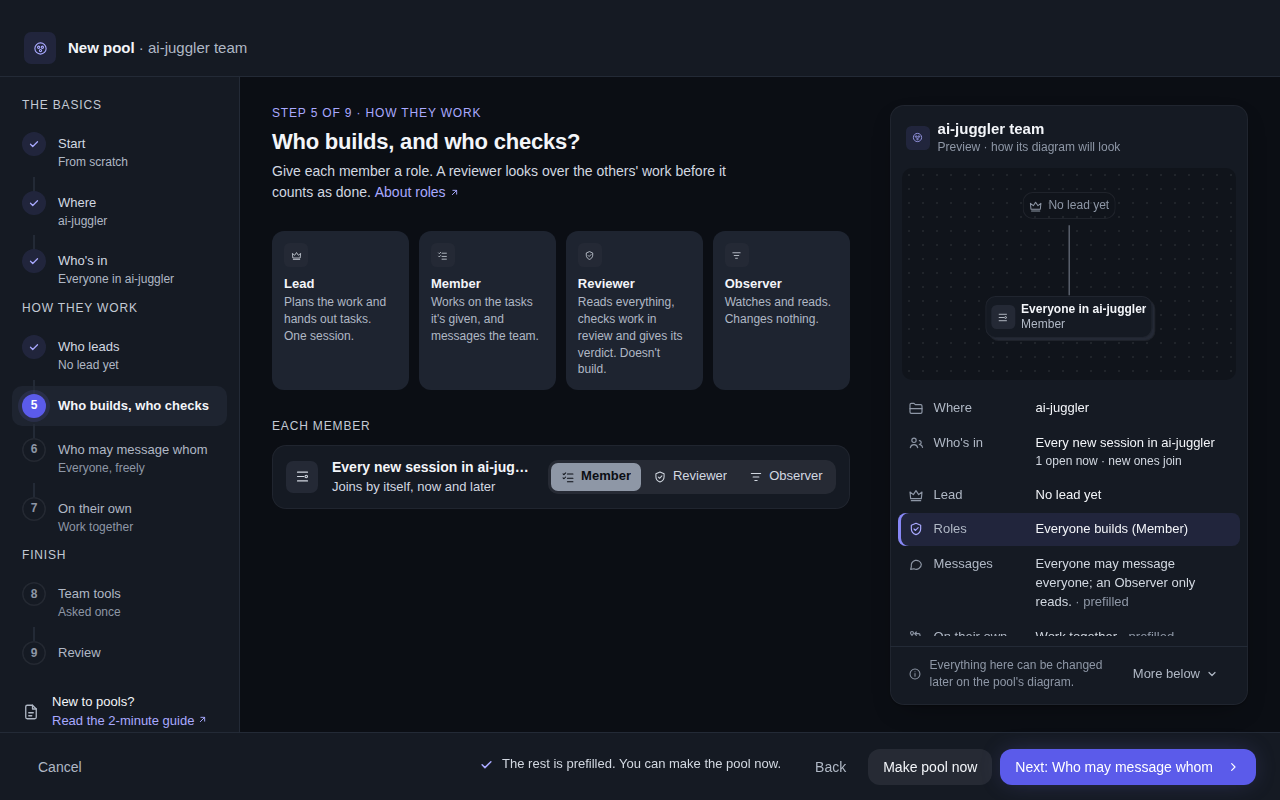 New pool · ai-juggler team
THE BASICS
Start
From scratch
Where
ai-juggler
Who's in
Everyone in ai-juggler
HOW THEY WORK
Who leads
No lead yet
5 Who builds, who checks
6 Who may message whom
Everyone, freely
7 On their own
Work together
FINISH
8 Team tools
Asked once
9 Review
New to pools?
Read the 2-minute guide
STEP 5 OF 9 · HOW THEY WORK
Who builds, and who checks?
Give each member a role. A reviewer looks over the others' work before it
counts as done. About roles
Lead
Plans the work and
hands out tasks.
One session.
Member
Works on the tasks
it's given, and
messages the team.
Reviewer
Reads everything,
checks work in
review and gives its
verdict. Doesn't
build.
Observer
Watches and reads.
Changes nothing.
EACH MEMBER
Every new session in ai-jug…
Joins by itself, now and later
Member Reviewer Observer
ai-juggler team
Preview · how its diagram will look
No lead yet
Everyone in ai-juggler
Member
Where ai-juggler
Who's in Every new session in ai-juggler
1 open now · new ones join
Lead No lead yet
Roles Everyone builds (Member)
Messages Everyone may message
everyone; an Observer only
reads. · prefilled
On their own Work together · prefilled
Everything here can be changed
later on the pool's diagram.
More below
Cancel
The rest is prefilled. You can make the pool now.
Back
Make pool now
Next: Who may message whom